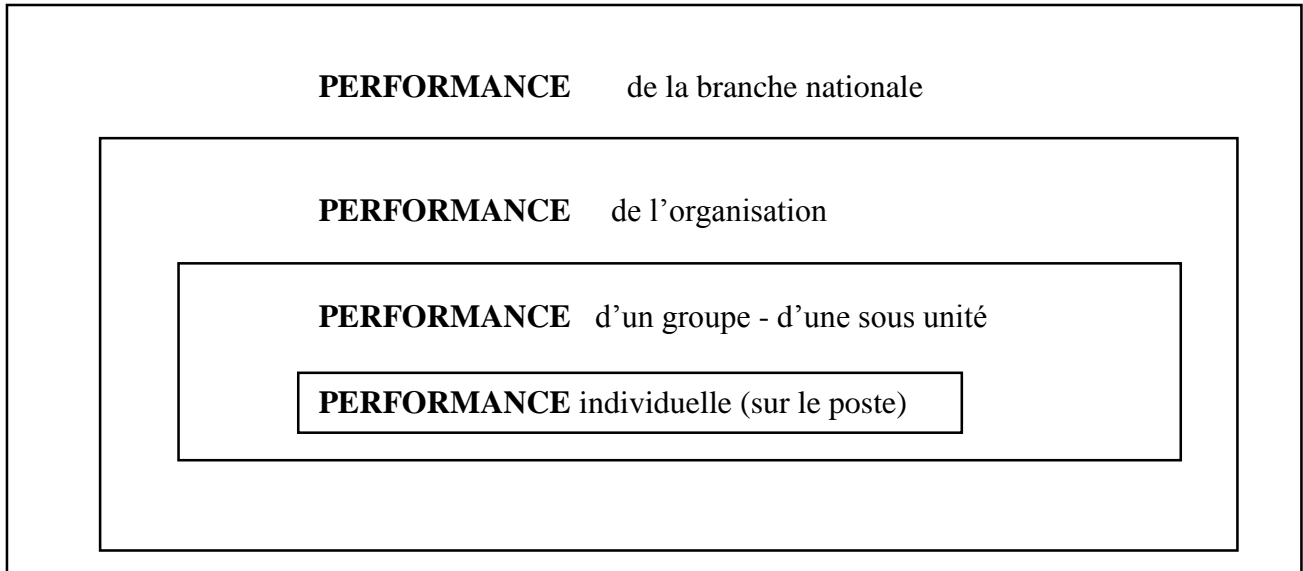 PERFORMANCE de la branche nationale
PERFORMANCE de l’organisation
PERFORMANCE d’un groupe - d’une sous unité
PERFORMANCE individuelle (sur le poste)